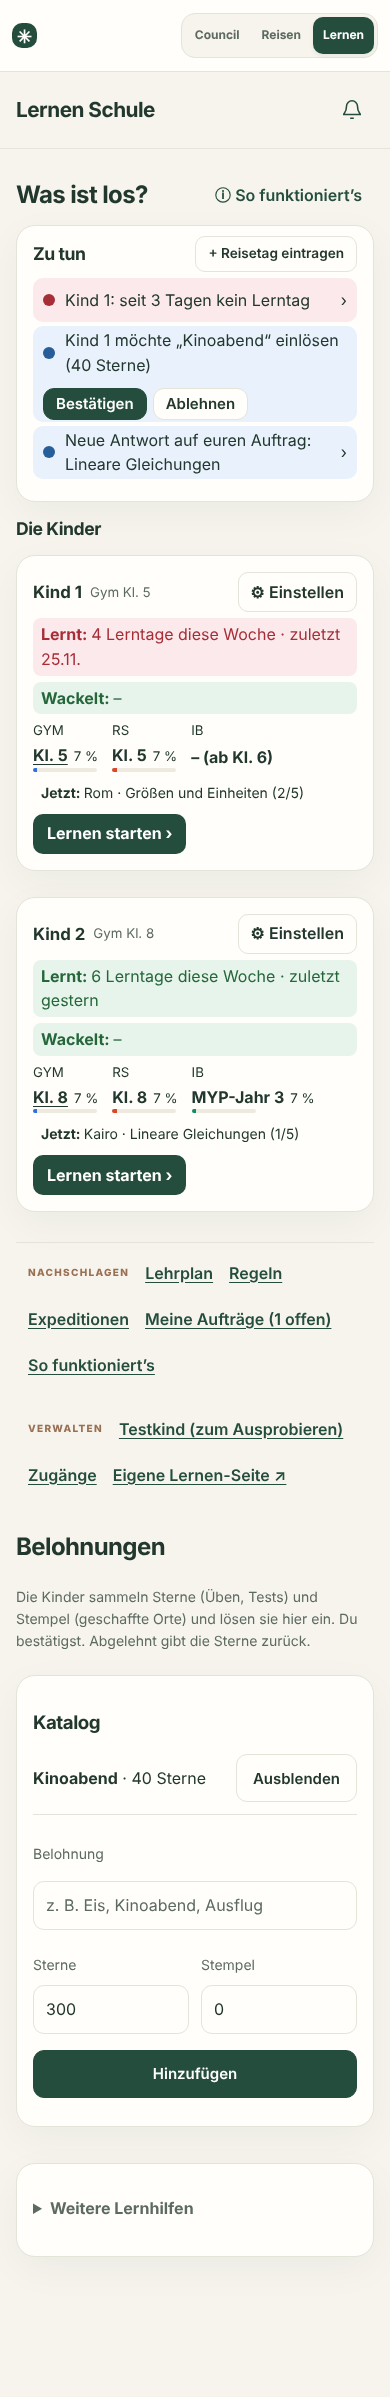 Council Reisen Lernen
Lernen Schule
Was ist los? ⓘ So funktioniert’s
Zu tun + Reisetag eintragen
Kind 1: seit 3 Tagen kein Lerntag ›
Kind 1 möchte „Kinoabend“ einlösen
(40 Sterne)
Bestätigen Ablehnen
Neue Antwort auf euren Auftrag: ›
Lineare Gleichungen
Die Kinder
Kind 1 Gym Kl. 5 ⚙ Einstellen
Lernt: 4 Lerntage diese Woche · zuletzt
25.11.
Wackelt: –
GYM RS IB
Kl. 5 7 % Kl. 5 7 % – (ab Kl. 6)
Jetzt: Rom · Größen und Einheiten (2/5)
Lernen starten ›
Kind 2 Gym Kl. 8 ⚙ Einstellen
Lernt: 6 Lerntage diese Woche · zuletzt
gestern
Wackelt: –
GYM RS IB
Kl. 8 7 % Kl. 8 7 % MYP-Jahr 3 7 %
Jetzt: Kairo · Lineare Gleichungen (1/5)
Lernen starten ›
NACHSCHLAGEN Lehrplan Regeln
Expeditionen Meine Aufträge (1 offen)
So funktioniert’s
VERWALTEN Testkind (zum Ausprobieren)
Zugänge Eigene Lernen-Seite ↗
Belohnungen
Die Kinder sammeln Sterne (Üben, Tests) und
Stempel (geschaffte Orte) und lösen sie hier ein. Du
bestätigst. Abgelehnt gibt die Sterne zurück.
Katalog
Kinoabend · 40 Sterne Ausblenden
Belohnung
z. B. Eis, Kinoabend, Ausflug
Sterne Stempel
300 0
Hinzufügen
▶ Weitere Lernhilfen